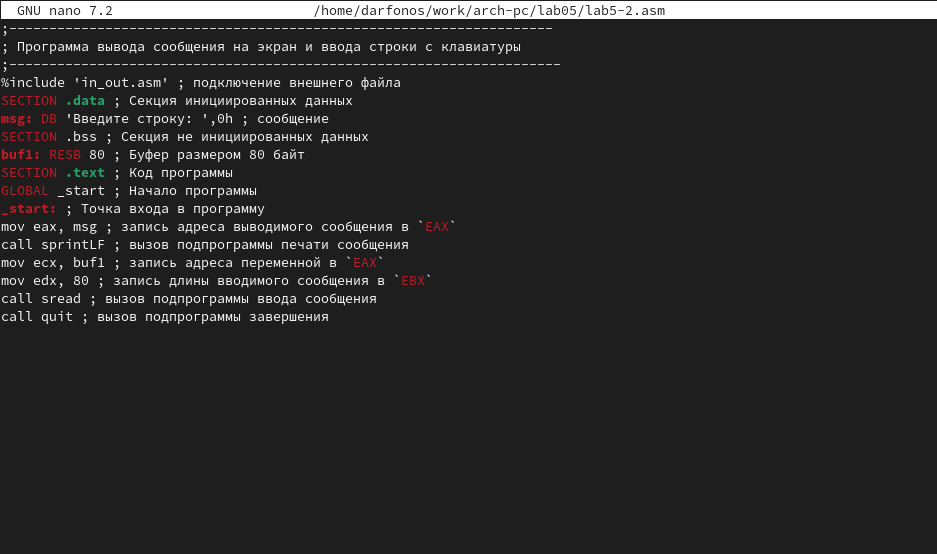 GNU nano 7.2 /home/darfonos/work/arch-pc/lab05/lab5-2.asm
;--------------------------------------------------------------------
; Программа вывода сообщения на экран и ввода строки с клавиатуры
;---------------------------------------------------------------------
%include 'in_out.asm' ; подключение внешнего файла
SECTION .data ; Секция инициированных данных
msg: DB 'Введите строку: ',0h ; сообщение
SECTION .bss ; Секция не инициированных данных
buf1: RESB 80 ; Буфер размером 80 байт
SECTION .text ; Код программы
GLOBAL _start ; Начало программы
_start: ; Точка входа в программу
mov eax, msg ; запись адреса выводимого сообщения в `EAX`
call sprintLF ; вызов подпрограммы печати сообщения
mov ecx, buf1 ; запись адреса переменной в `EAX`
mov edx, 80 ; запись длины вводимого сообщения в `EBX`
call sread ; вызов подпрограммы ввода сообщения
call quit ; вызов подпрограммы завершения